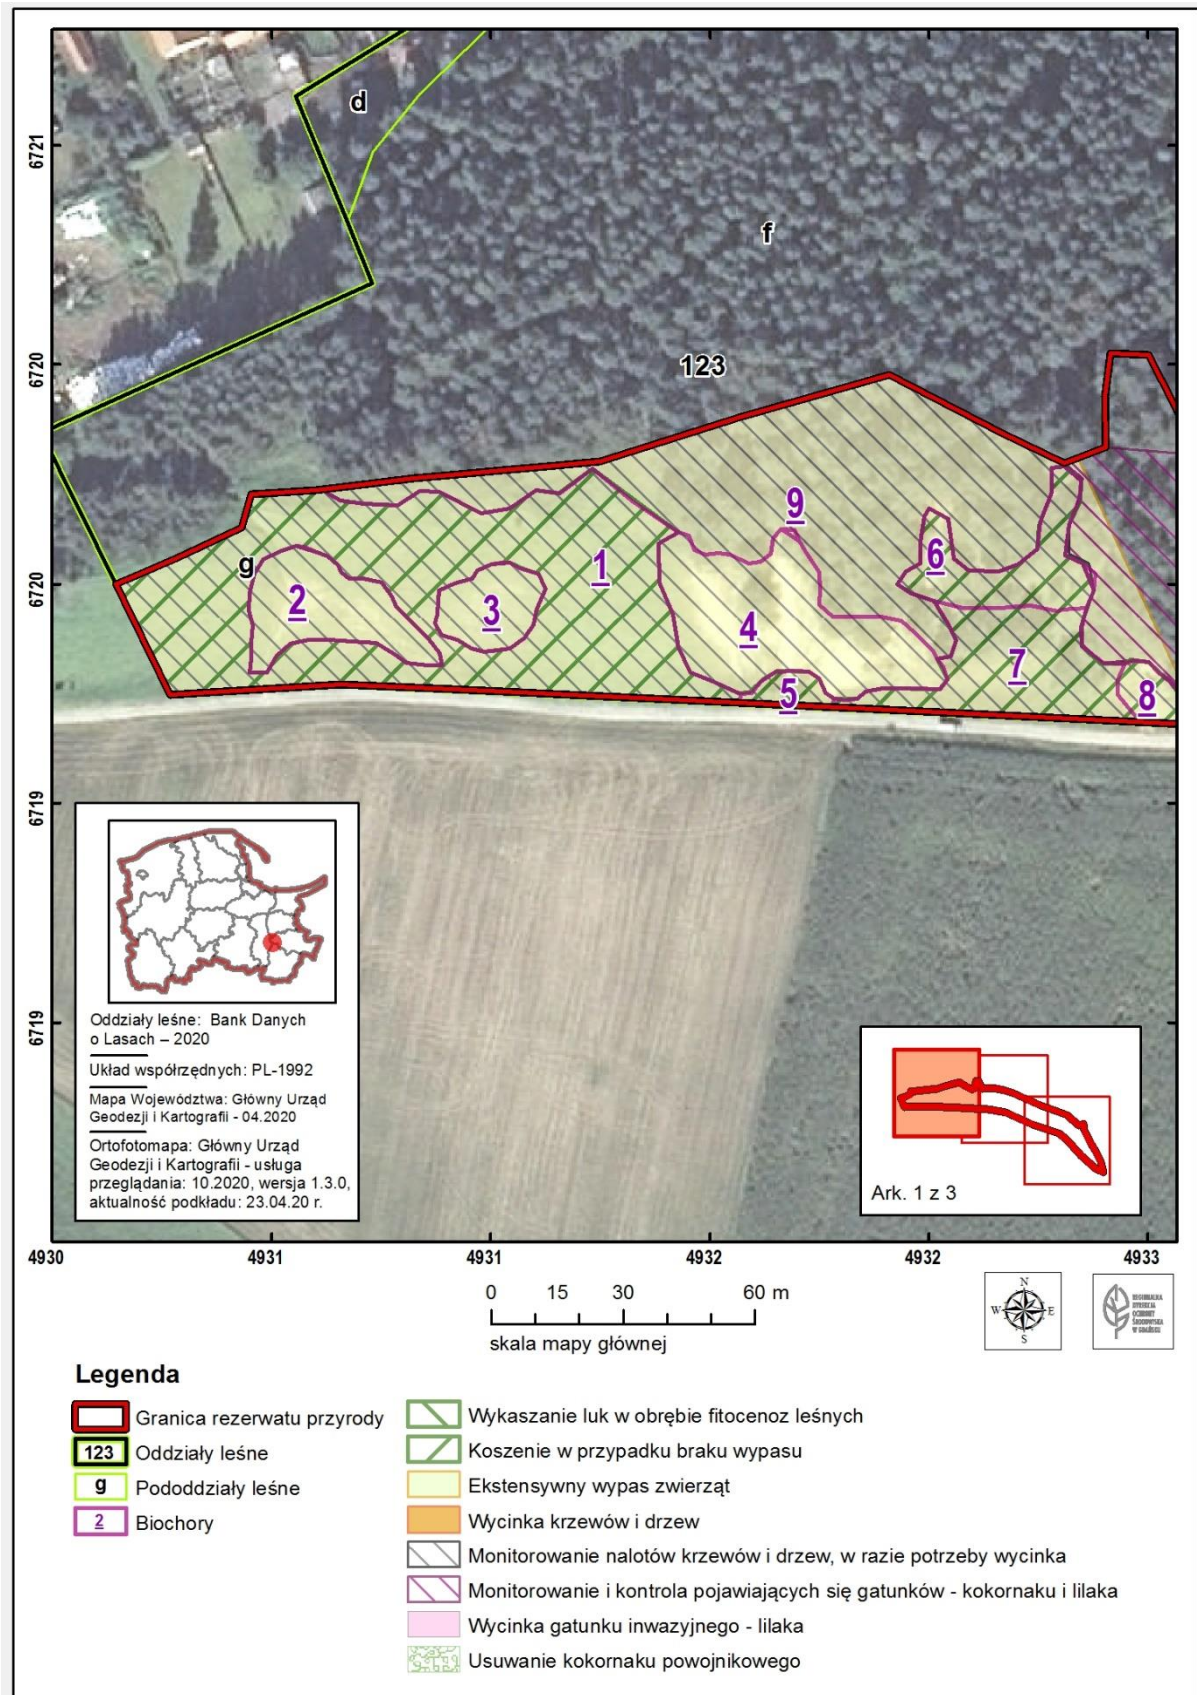 6721
d
f
6720
123
9
g
1
6
2
3
4
7
5
8
6720
6719
6719
Oddziały leśne: Bank Danych
o Lasach – 2020
Układ współrzędnych: PL-1992
Mapa Województwa: Główny Urząd
Geodezji i Kartografii - 04.2020
Ortofotomapa: Główny Urząd
Geodezji i Kartografii - usługa
przeglądania: 10.2020, wersja 1.3.0,
aktualność podkładu: 23.04.20 r.
Ark. 1 z 3
4930 4931 4931 4932 4932 4933
0 15 30 60 m
skala mapy głównej
N
W E
S
REGIONALNA
DYREKCJA
OCHRONY
ŚRODOWISKA
W GDAŃSKU
Legenda
Granica rezerwatu przyrody
123 Oddziały leśne
g Pododdziały leśne
2 Biochory
Wykaszanie luk w obrębie fitocenoz leśnych
Koszenie w przypadku braku wypasu
Ekstensywny wypas zwierząt
Wycinka krzewów i drzew
Monitorowanie nalotów krzewów i drzew, w razie potrzeby wycinka
Monitorowanie i kontrola pojawiających się gatunków - kokornaku i lilaka
Wycinka gatunku inwazyjnego - lilaka
Usuwanie kokornaku powojnikowego